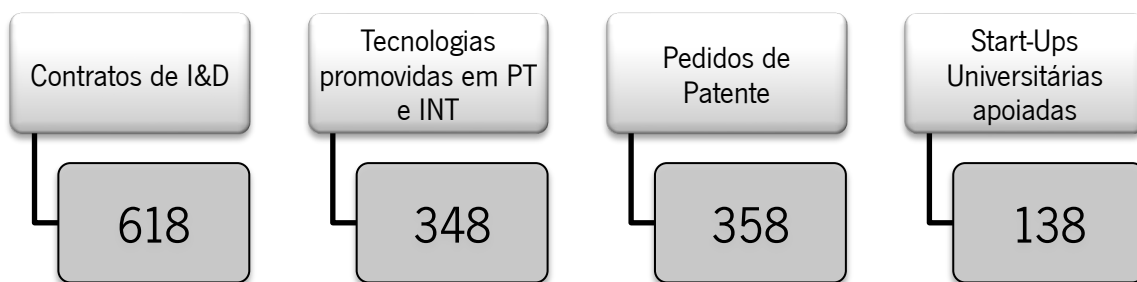 Contratos de I&D
618
Tecnologias
promovidas em PT
e INT
348
Pedidos de
Patente
358
Start-Ups
Universitárias
apoiadas
138